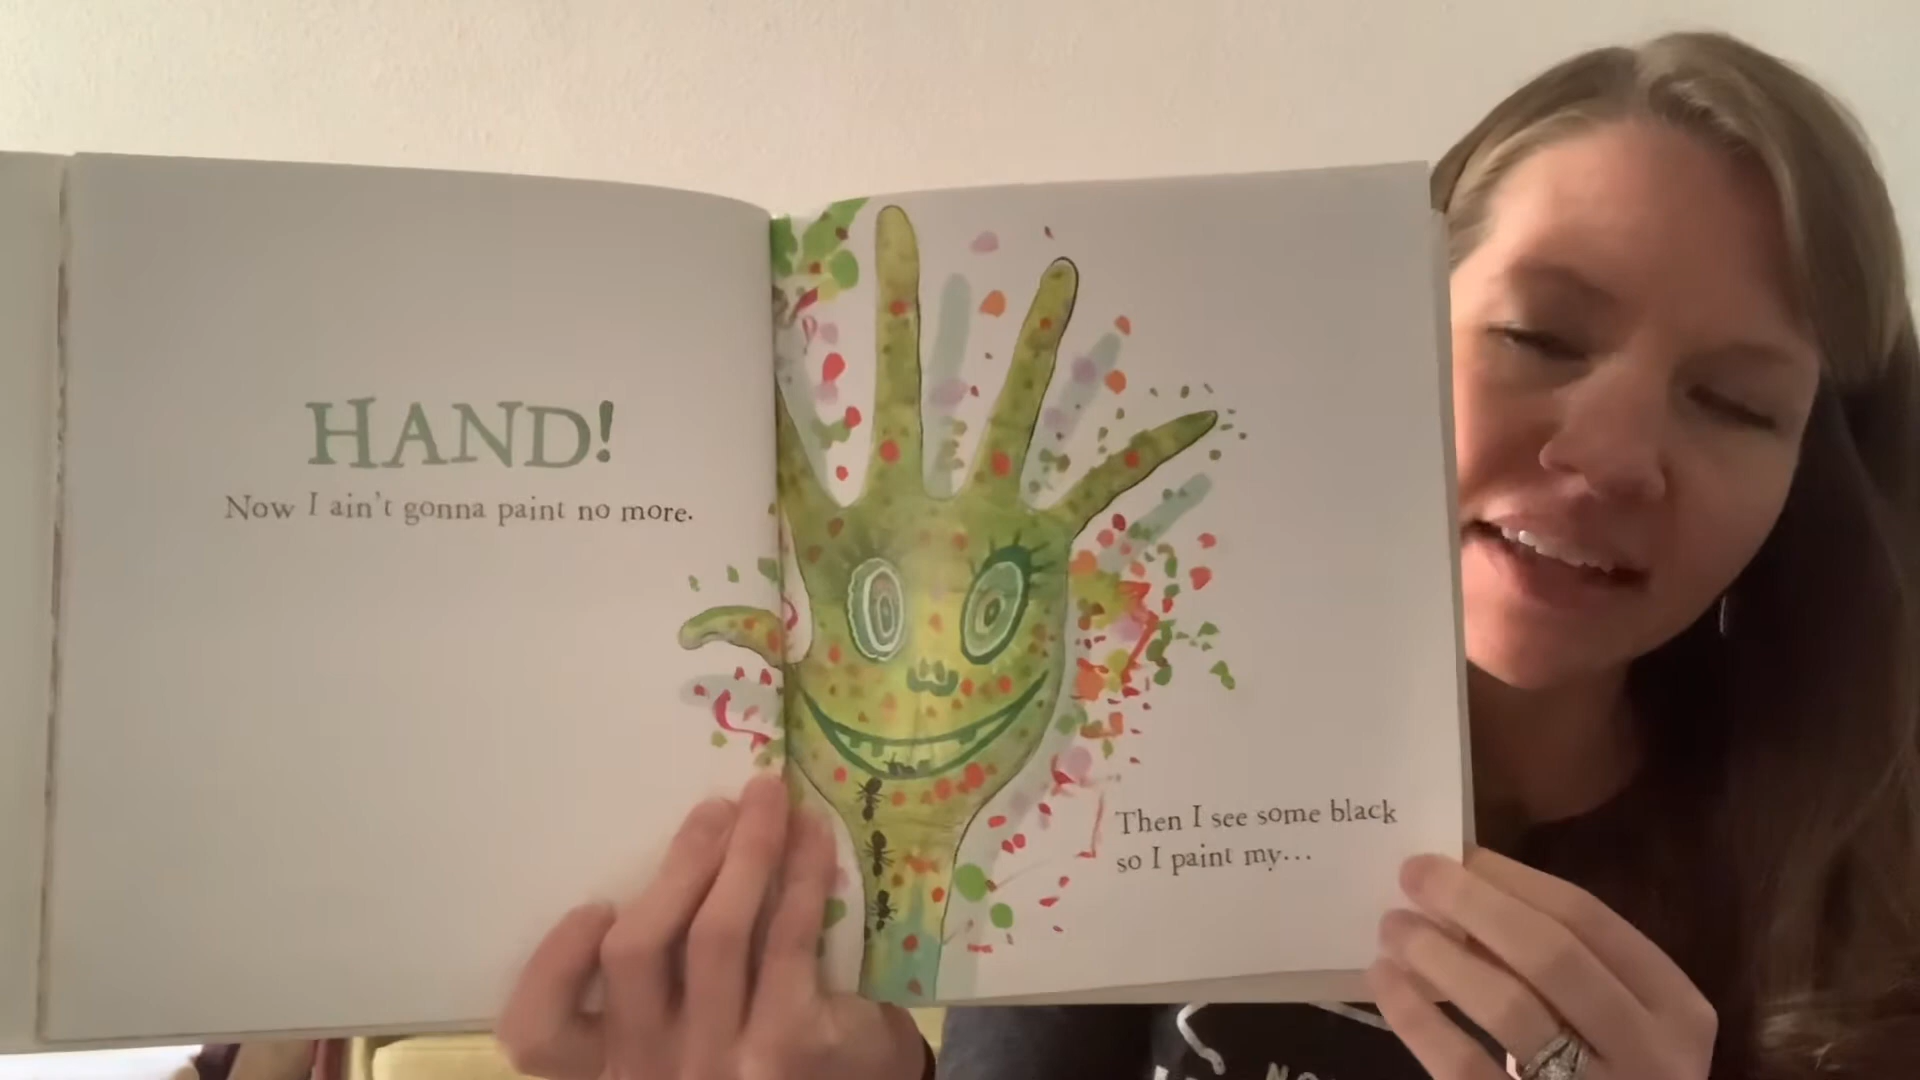 HAND!
Now I ain't gonna paint no more.
Then I see some black
so I paint my...